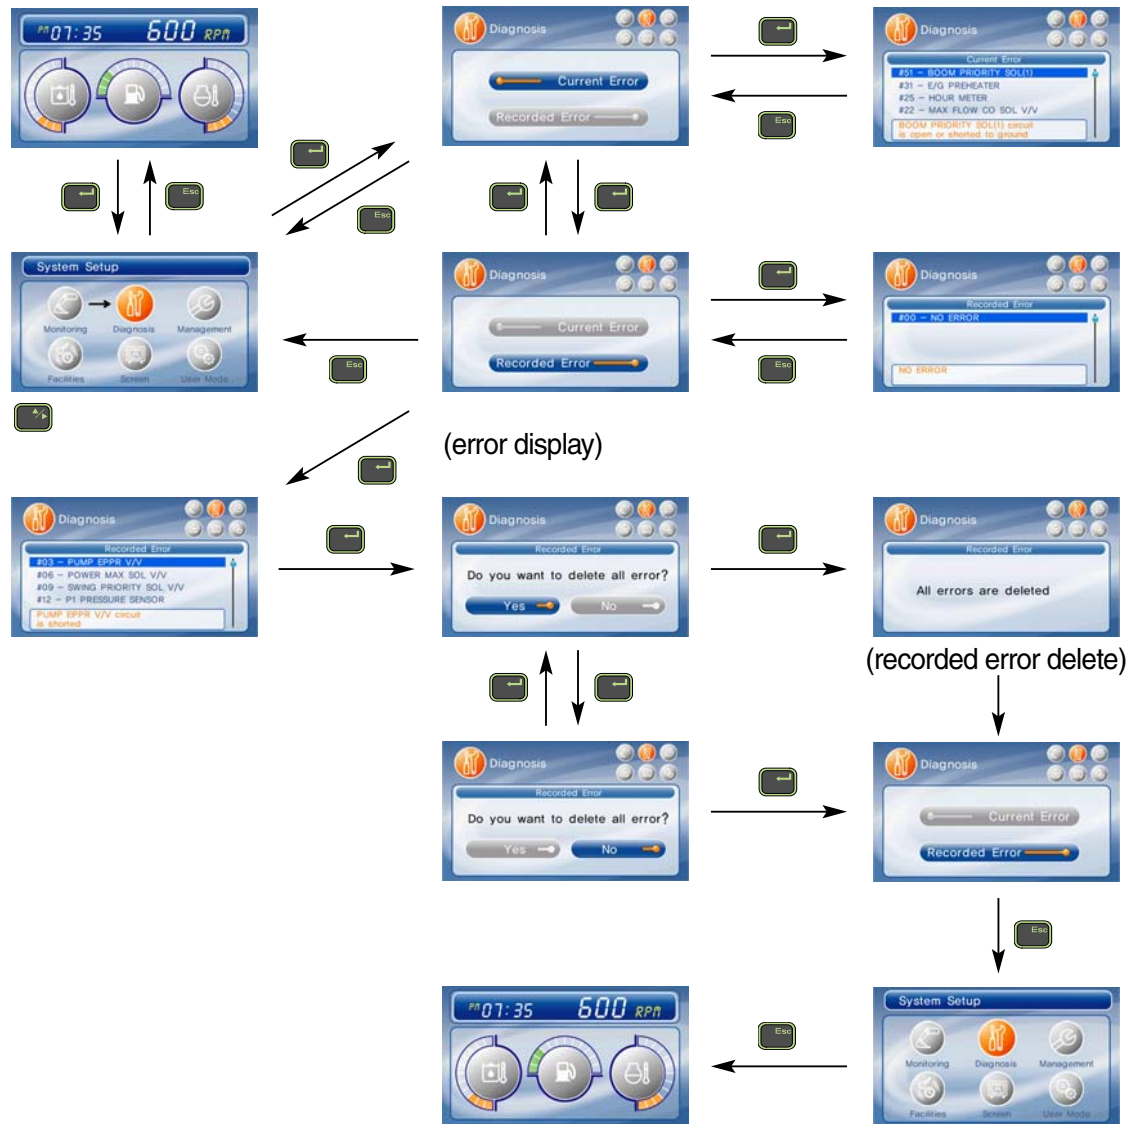 PM 07:35 600 RPM
Diagnosis
Current Error
Recorded Error
Diagnosis
Current Error
#51 - BOOM PRIORITY SOL(1)
#31 - E/G PREHEATER
#25 - HOUR METER
#22 - MAX FLOW CO SOL V/V
BOOM PRIORITY SOL(1) circuit
is open or shorted to ground
Esc
Esc
Esc
System Setup
Monitoring Diagnosis Management
Facilities Screen User Mode
Diagnosis
Current Error
Recorded Error
Diagnosis
Recorded Error
#00 - NO ERROR
NO ERROR
Esc
Esc
(error display)
Diagnosis
Recorded Error
#03 - PUMP EPPR V/V
#06 - POWER MAX SOL V/V
#09 - SWING PRIORITY SOL V/V
#12 - P1 PRESSURE SENSOR
PUMP EPPR V/V circuit
is shorted
Diagnosis
Recorded Error
Do you want to delete all error?
Yes No
Diagnosis
Recorded Error
All errors are deleted
(recorded error delete)
Diagnosis
Recorded Error
Do you want to delete all error?
Yes No
Diagnosis
Current Error
Recorded Error
Esc
PM 07:35 600 RPM
Esc
System Setup
Monitoring Diagnosis Management
Facilities Screen User Mode